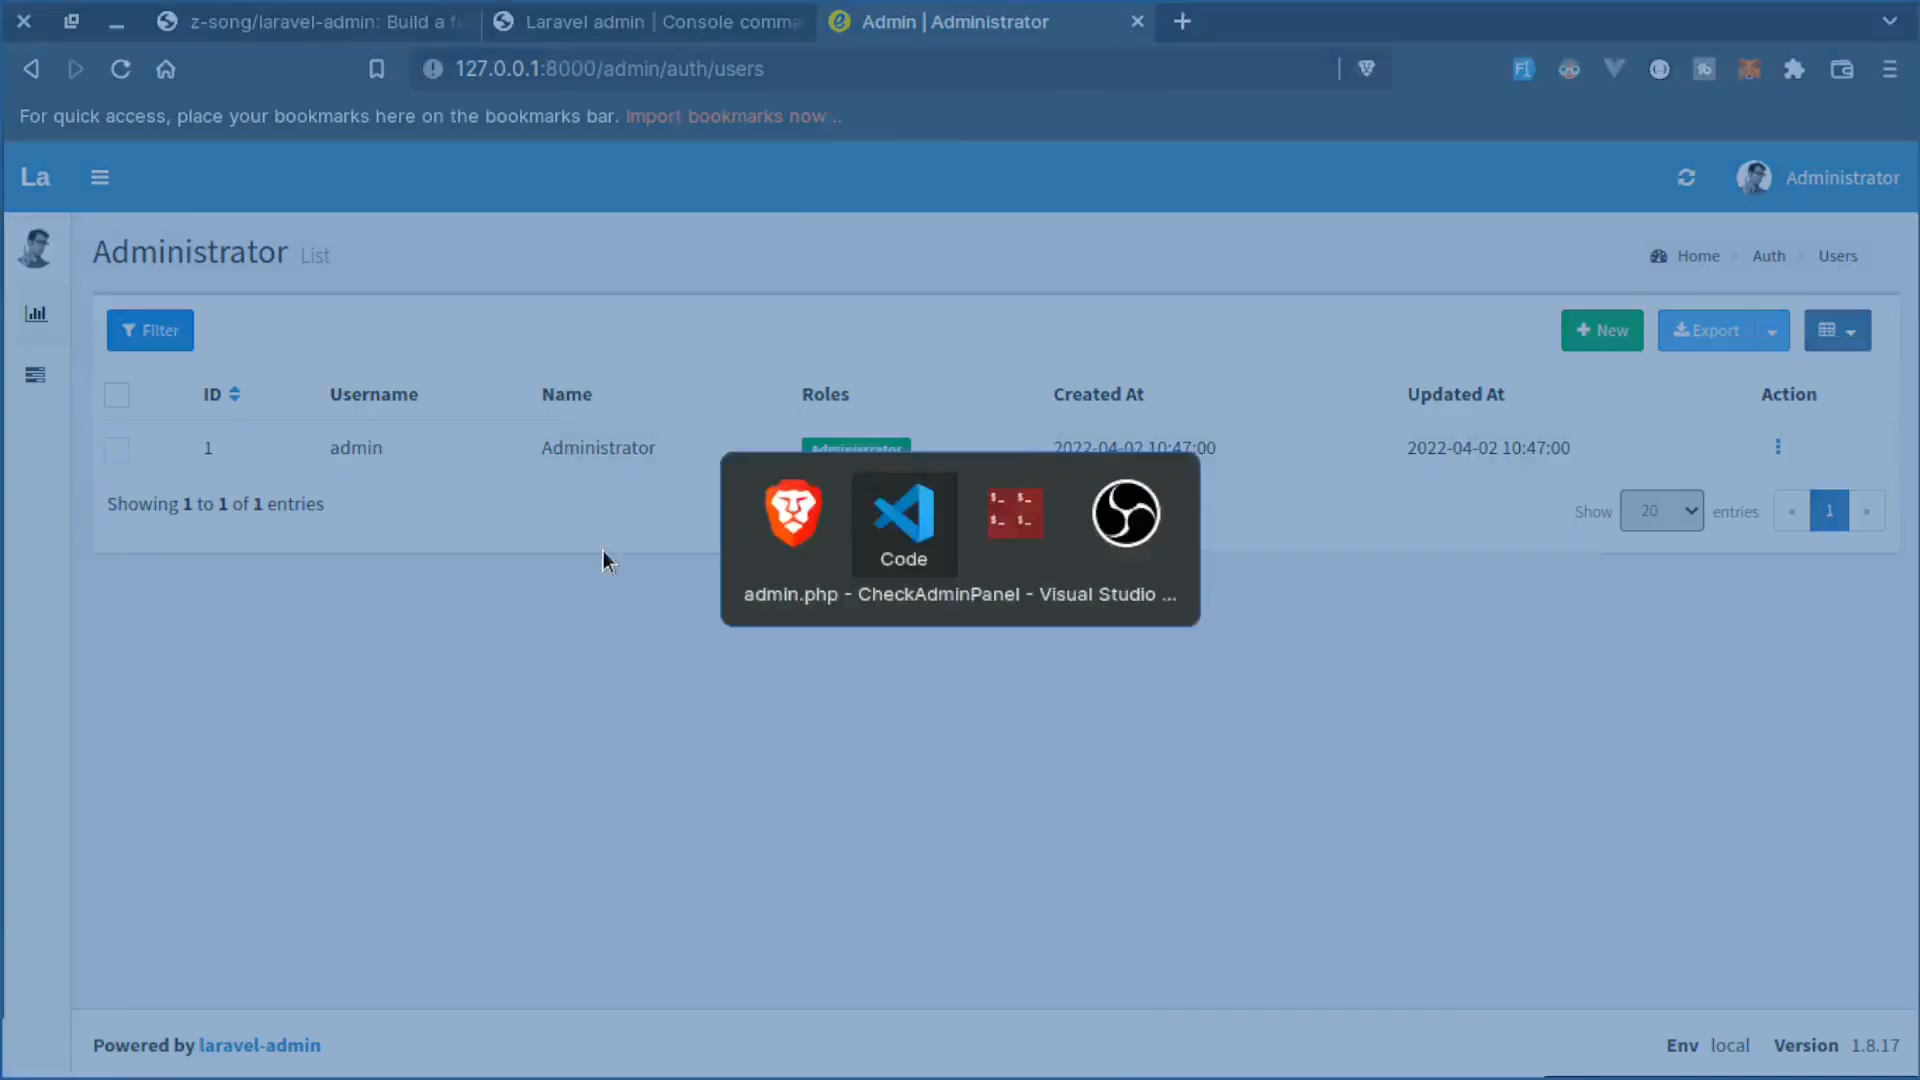 z-song/laravel-admin: Build a f
Laravel admin | Console comma
Admin | Administrator
127.0.0.1:8000/admin/auth/users
For quick access, place your bookmarks here on the bookmarks bar. Import bookmarks now ..
La
Administrator
Administrator List
Home
Auth
Users
Filter
New
Export
ID
Username
Name
Roles
Created At
Updated At
Action
1
admin
Administrator
Administrator
2022-04-02 10:47:00
2022-04-02 10:47:00
Showing 1 to 1 of 1 entries
Show
20
entries
«
1
»
$_ $_
$_ $_
Code
admin.php - CheckAdminPanel - Visual Studio ...
Powered by laravel-admin
Env local
Version 1.8.17